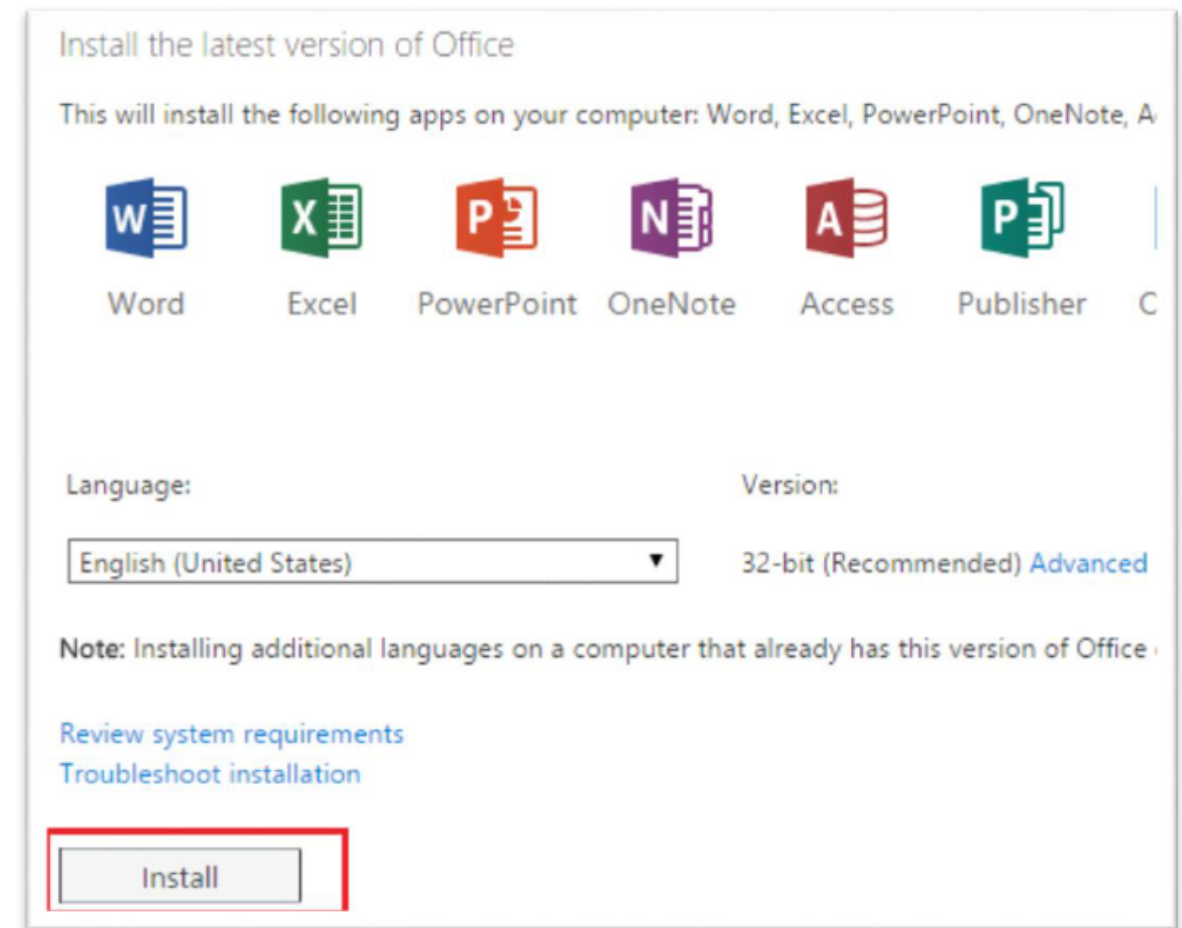 Install the latest version of Office
This will install the following apps on your computer: Word, Excel, PowerPoint, OneNote, A
W X P N A P
Word Excel PowerPoint OneNote Access Publisher
Language: Version:
English (United States) 32-bit (Recommended) Advanced
Note: Installing additional languages on a computer that already has this version of Office
Review system requirements
Troubleshoot installation
Install